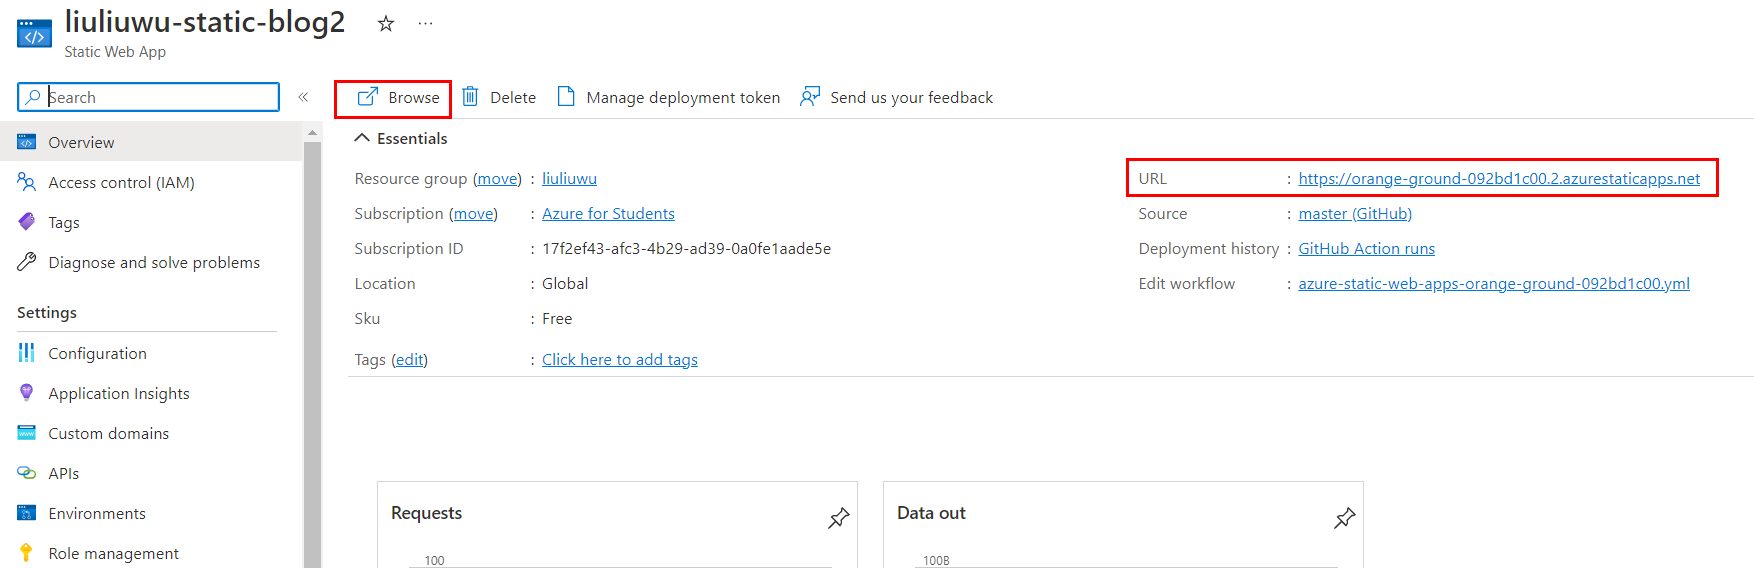 liuliuwu-static-blog2
Static Web App
Search
Browse
Delete
Manage deployment token
Send us your feedback
Overview
Access control (IAM)
Tags
Diagnose and solve problems
Settings
Configuration
Application Insights
Custom domains
APIs
Environments
Role management
Essentials
Resource group (move) : liuliuwu
Subscription (move) : Azure for Students
Subscription ID : 17f2ef43-afc3-4b29-ad39-0a0fe1aade5e
Location : Global
Sku : Free
Tags (edit) : Click here to add tags
URL : https://orange-ground-092bd1c00.2.azurestaticapps.net
Source : master (GitHub)
Deployment history : GitHub Action runs
Edit workflow : azure-static-web-apps-orange-ground-092bd1c00.yml
Requests
100
Data out
100B